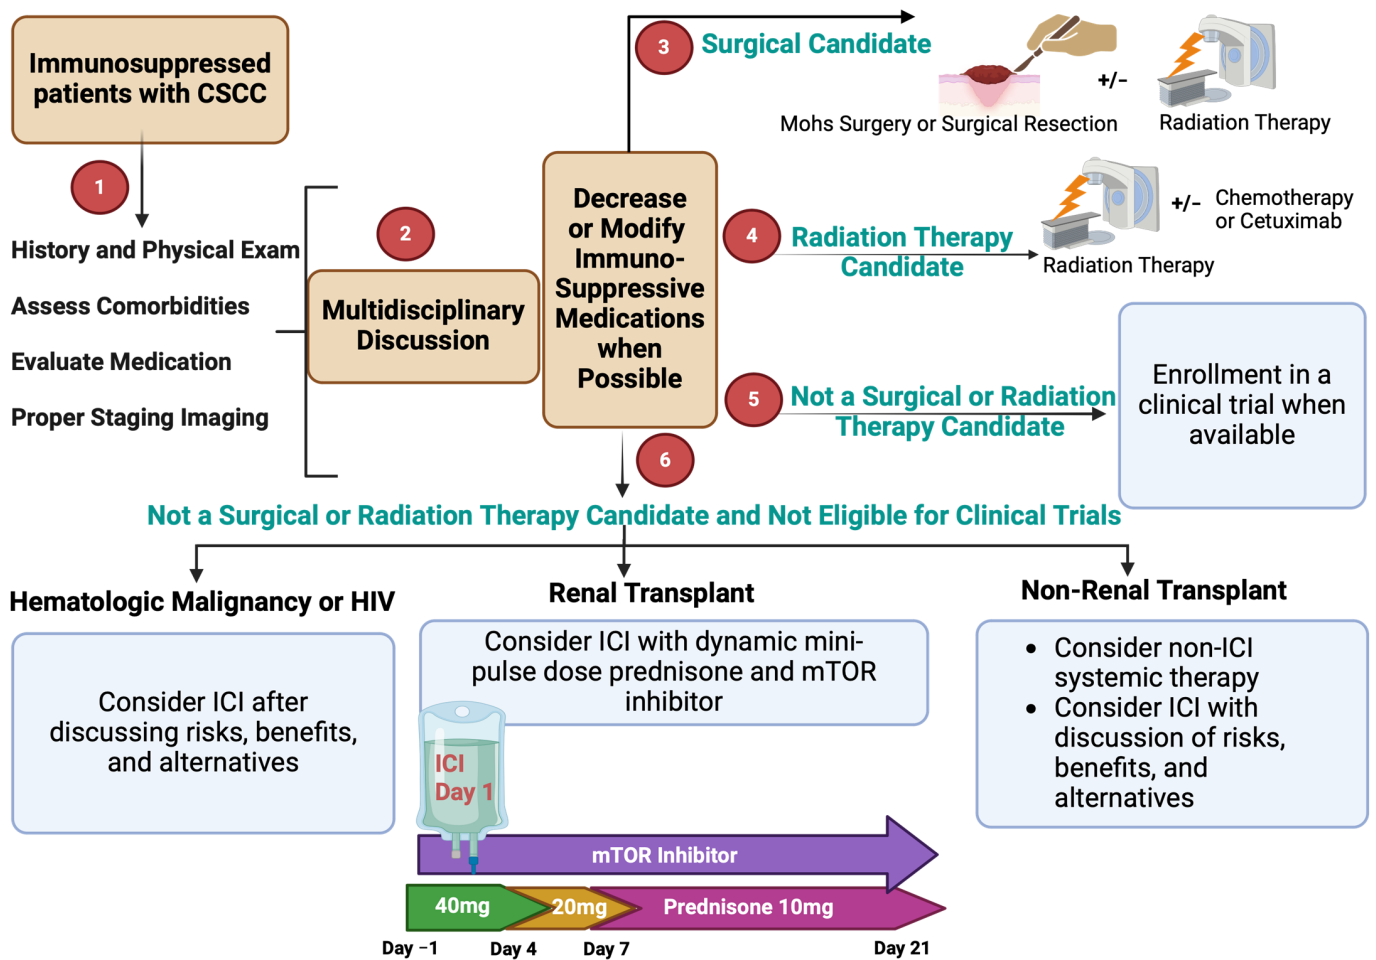 Immunosuppressed
patients with CSCC
1
History and Physical Exam
Assess Comorbidities
Evaluate Medication
Proper Staging Imaging
2
Multidisciplinary
Discussion
Decrease
or Modify
Immuno-
Suppressive
Medications
when
Possible
3
Surgical Candidate
+/−
Mohs Surgery or Surgical Resection
Radiation Therapy
4
Radiation Therapy
Candidate
+/−
Chemotherapy
or Cetuximab
Radiation Therapy
5
Not a Surgical or Radiation
Therapy Candidate
Enrollment in a
clinical trial when
available
6
Not a Surgical or Radiation Therapy Candidate and Not Eligible for Clinical Trials
Hematologic Malignancy or HIV
Consider ICI after
discussing risks, benefits,
and alternatives
Renal Transplant
Consider ICI with dynamic mini-
pulse dose prednisone and mTOR
inhibitor
ICI
Day 1
mTOR Inhibitor
40mg
20mg
Prednisone 10mg
Day −1
Day 4
Day 7
Day 21
Non-Renal Transplant
• Consider non-ICI
systemic therapy
• Consider ICI with
discussion of risks,
benefits, and
alternatives